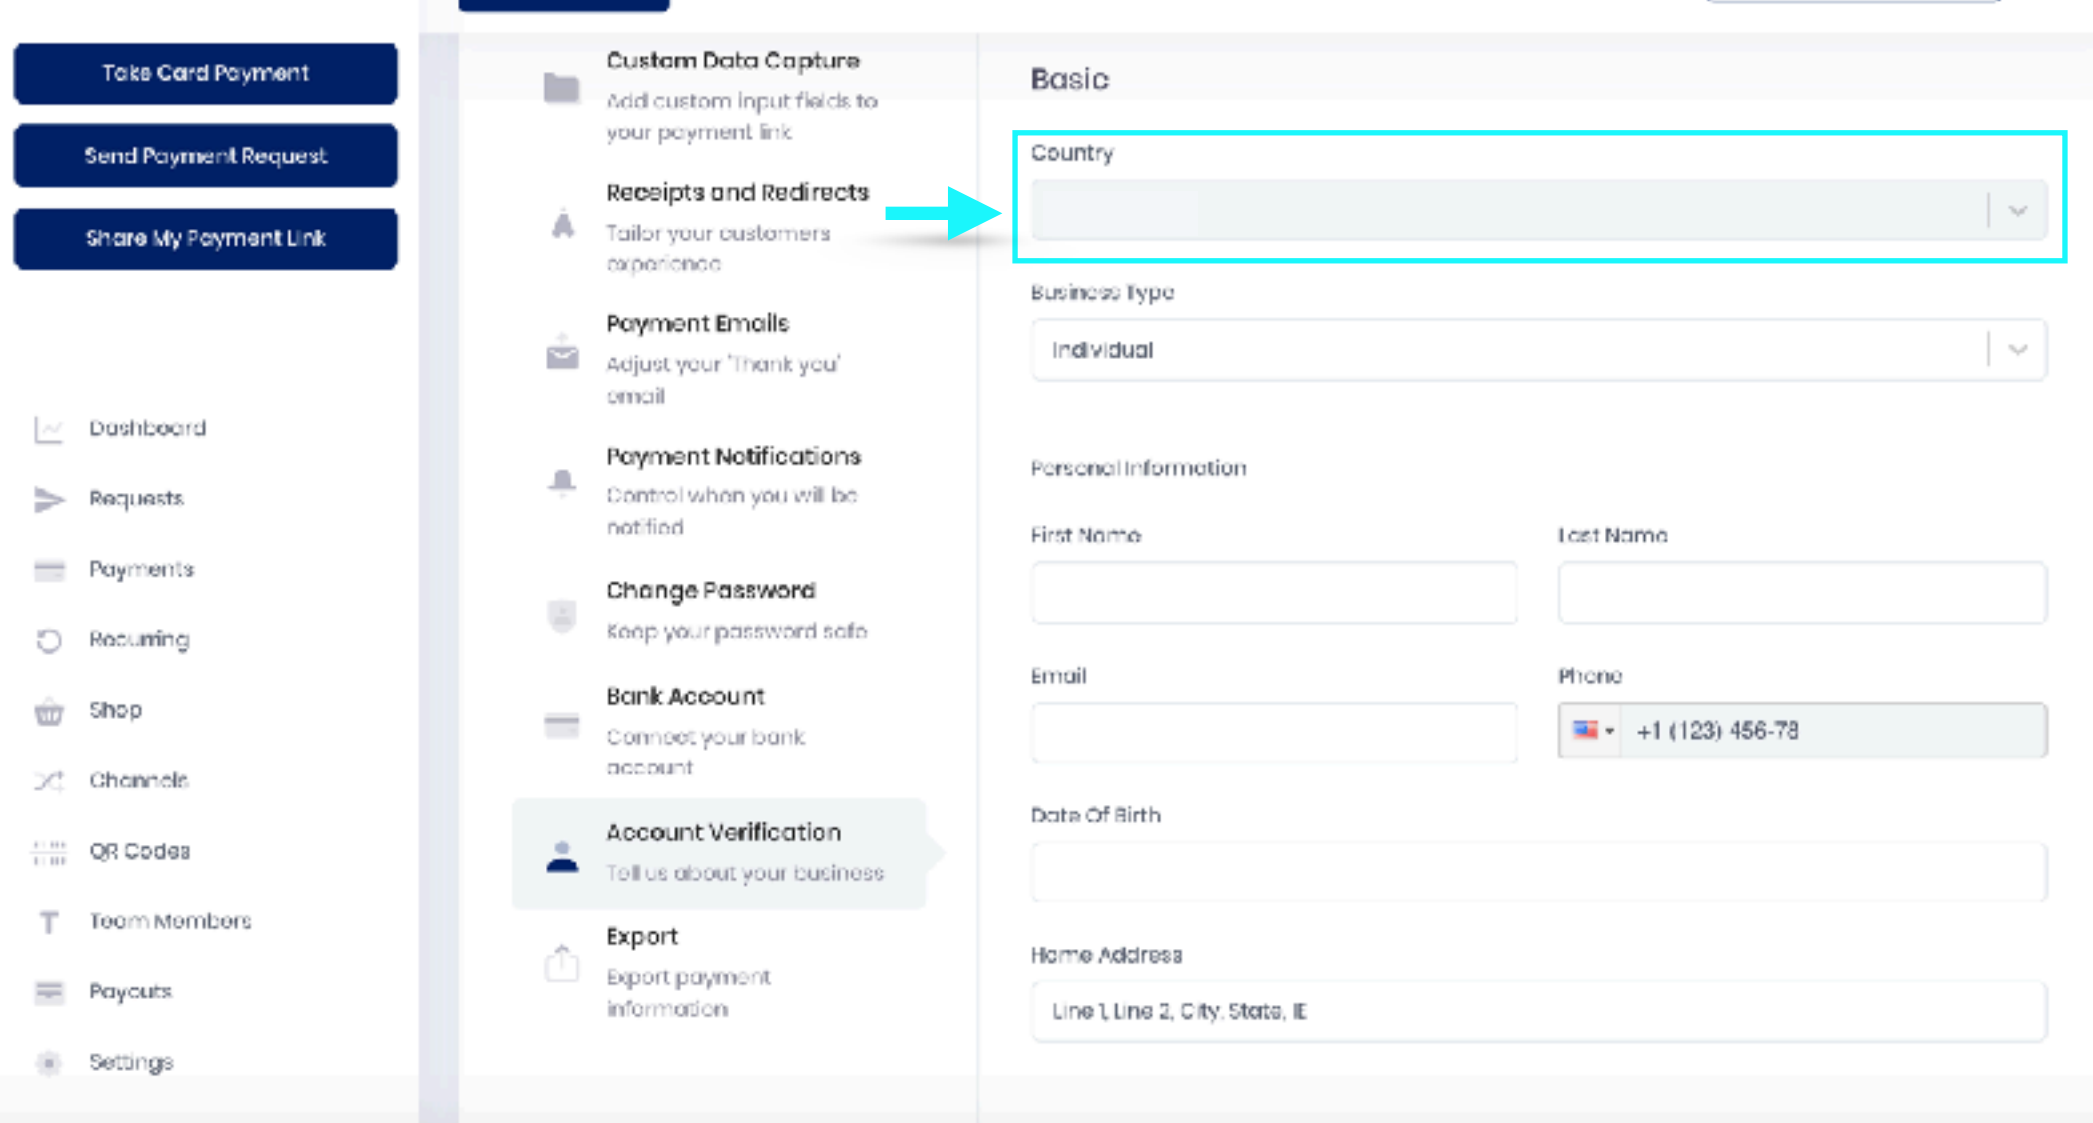 Take Card Payment
Send Payment Request
Share My Payment Link
Dashboard
Requests
Payments
Recurring
Shop
Channels
QR Codes
Team Members
Payouts
Settings
Custom Data Capture
Add custom input fields to
your payment link
Receipts and Redirects
Tailor your customers
experience
Payment Emails
Adjust your 'Thank you'
email
Payment Notifications
Control when you will be
notified
Change Password
Keep your password safe
Bank Account
Connect your bank
account
Account Verification
Tell us about your business
Export
Export payment
information
Basic
Country
Business Type
Individual
Personal Information
First Name
Last Name
Email
Phone
+1 (123) 456-78
Date Of Birth
Home Address
Line 1, Line 2, City, State, IE